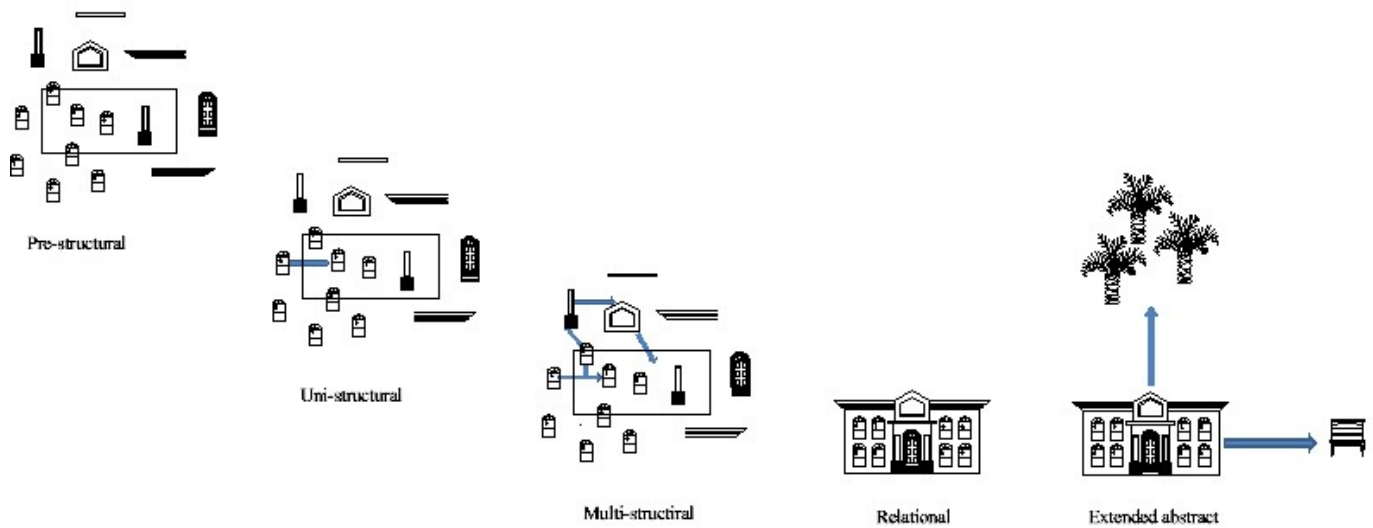 Pre-structural
Uni-structural
Multi-structiral
Relational
Extended abstract